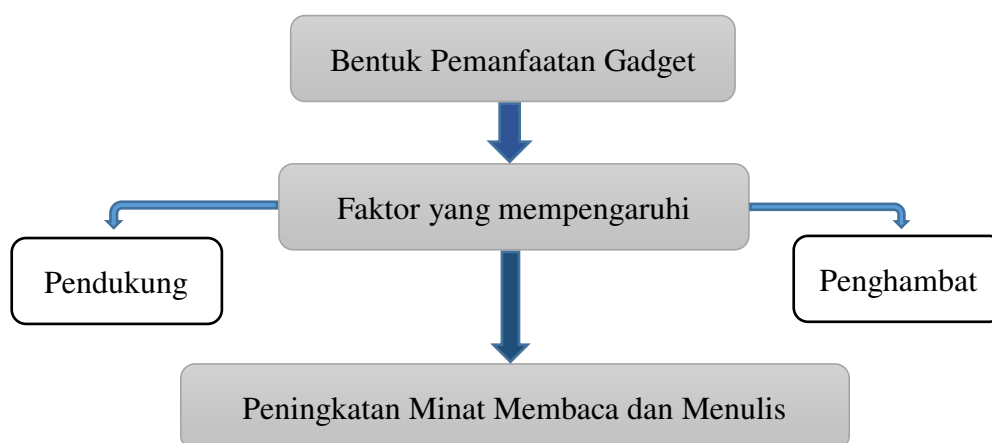 Bentuk Pemanfaatan Gadget
Faktor yang mempengaruhi
Pendukung
Penghambat
Peningkatan Minat Membaca dan Menulis